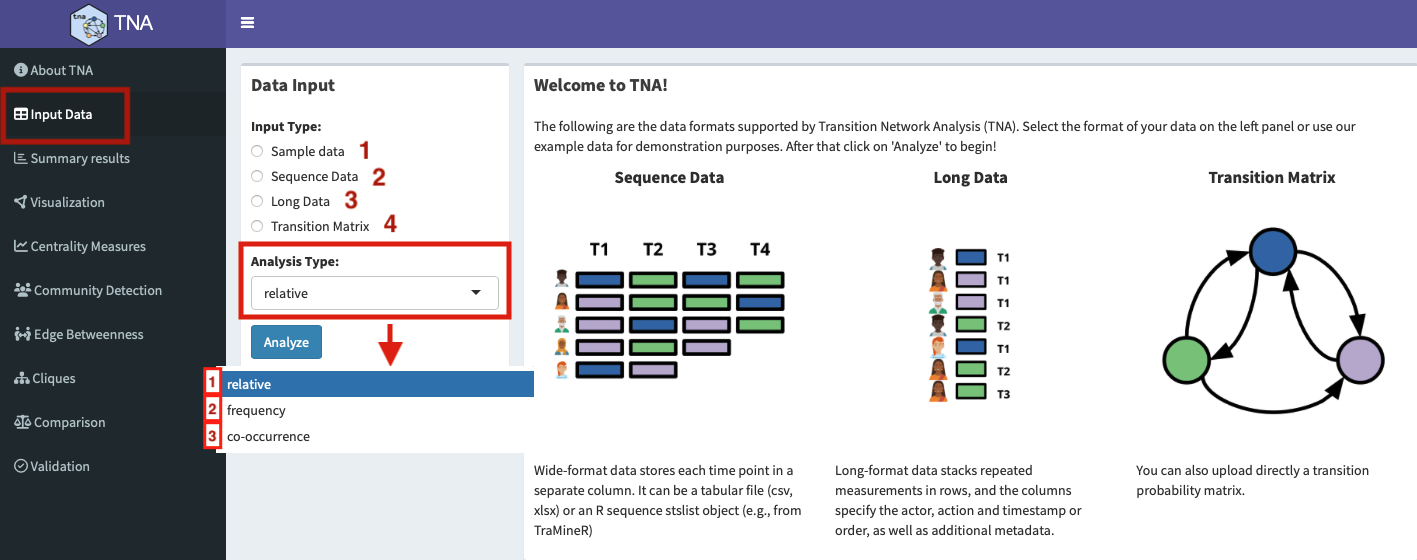 tna
TNA
About TNA
Input Data
Summary results
Visualization
Centrality Measures
Community Detection
Edge Betweenness
Cliques
Comparison
Validation
Data Input
Input Type:
Sample data 1
Sequence Data 2
Long Data 3
Transition Matrix 4
Analysis Type:
relative
Analyze
1 relative
2 frequency
3 co-occurrence
Welcome to TNA!
The following are the data formats supported by Transition Network Analysis (TNA). Select the format of your data on the left panel or use our
example data for demonstration purposes. After that click on 'Analyze' to begin!
Sequence Data
T1 T2 T3 T4
Wide-format data stores each time point in a
separate column. It can be a tabular file (csv,
xlsx) or an R sequence stslist object (e.g., from
TraMineR)
Long Data
T1
T1
T1
T2
T1
T2
T3
Long-format data stacks repeated
measurements in rows, and the columns
specify the actor, action and timestamp or
order, as well as additional metadata.
Transition Matrix
You can also upload directly a transition
probability matrix.